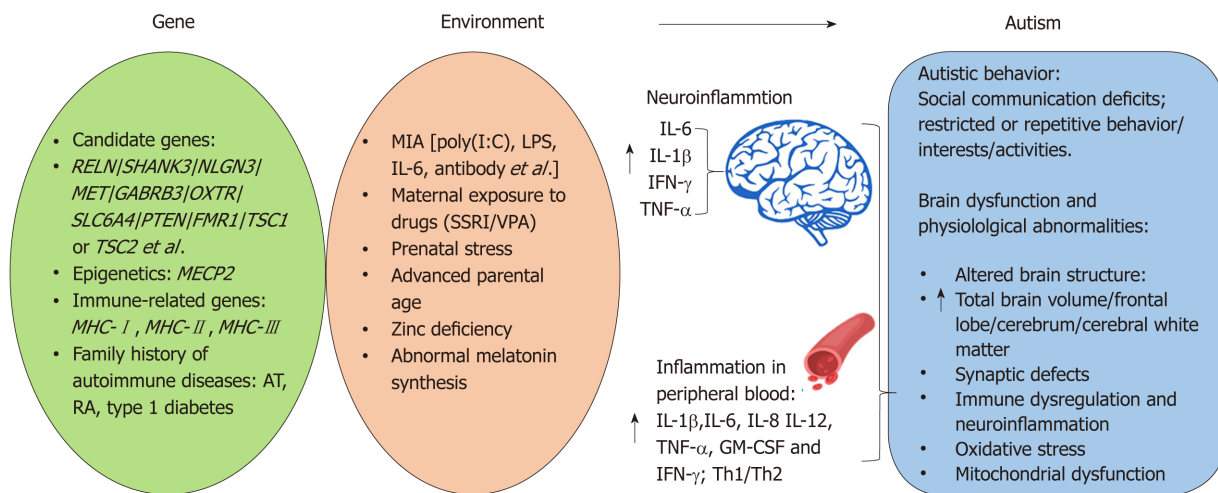 Gene
Environment
Autism
• Candidate genes:
• RELN|SHANK3|NLGN3|
MET|GABRB3|OXTR|
SLC6A4|PTEN|FMR1|TSC1
or TSC2 et al.
• Epigenetics: MECP2
• Immune-related genes:
MHC-Ⅰ, MHC-Ⅱ, MHC-Ⅲ
• Family history of
autoimmune diseases: AT,
RA, type 1 diabetes
• MIA [poly(I:C), LPS,
IL-6, antibody et al.]
• Maternal exposure to
drugs (SSRI/VPA)
• Prenatal stress
• Advanced parental
age
• Zinc deficiency
• Abnormal melatonin
synthesis
Neuroinflammtion
IL-6
IL-1β
IFN-γ
TNF-α
Inflammation in
peripheral blood:
IL-1β,IL-6, IL-8 IL-12,
TNF-α, GM-CSF and
IFN-γ; Th1/Th2
Autistic behavior:
Social communication deficits;
restricted or repetitive behavior/
interests/activities.
Brain dysfunction and
physiololgical abnormalities:
• Altered brain structure:
• Total brain volume/frontal
lobe/cerebrum/cerebral white
matter
• Synaptic defects
• Immune dysregulation and
neuroinflammation
• Oxidative stress
• Mitochondrial dysfunction